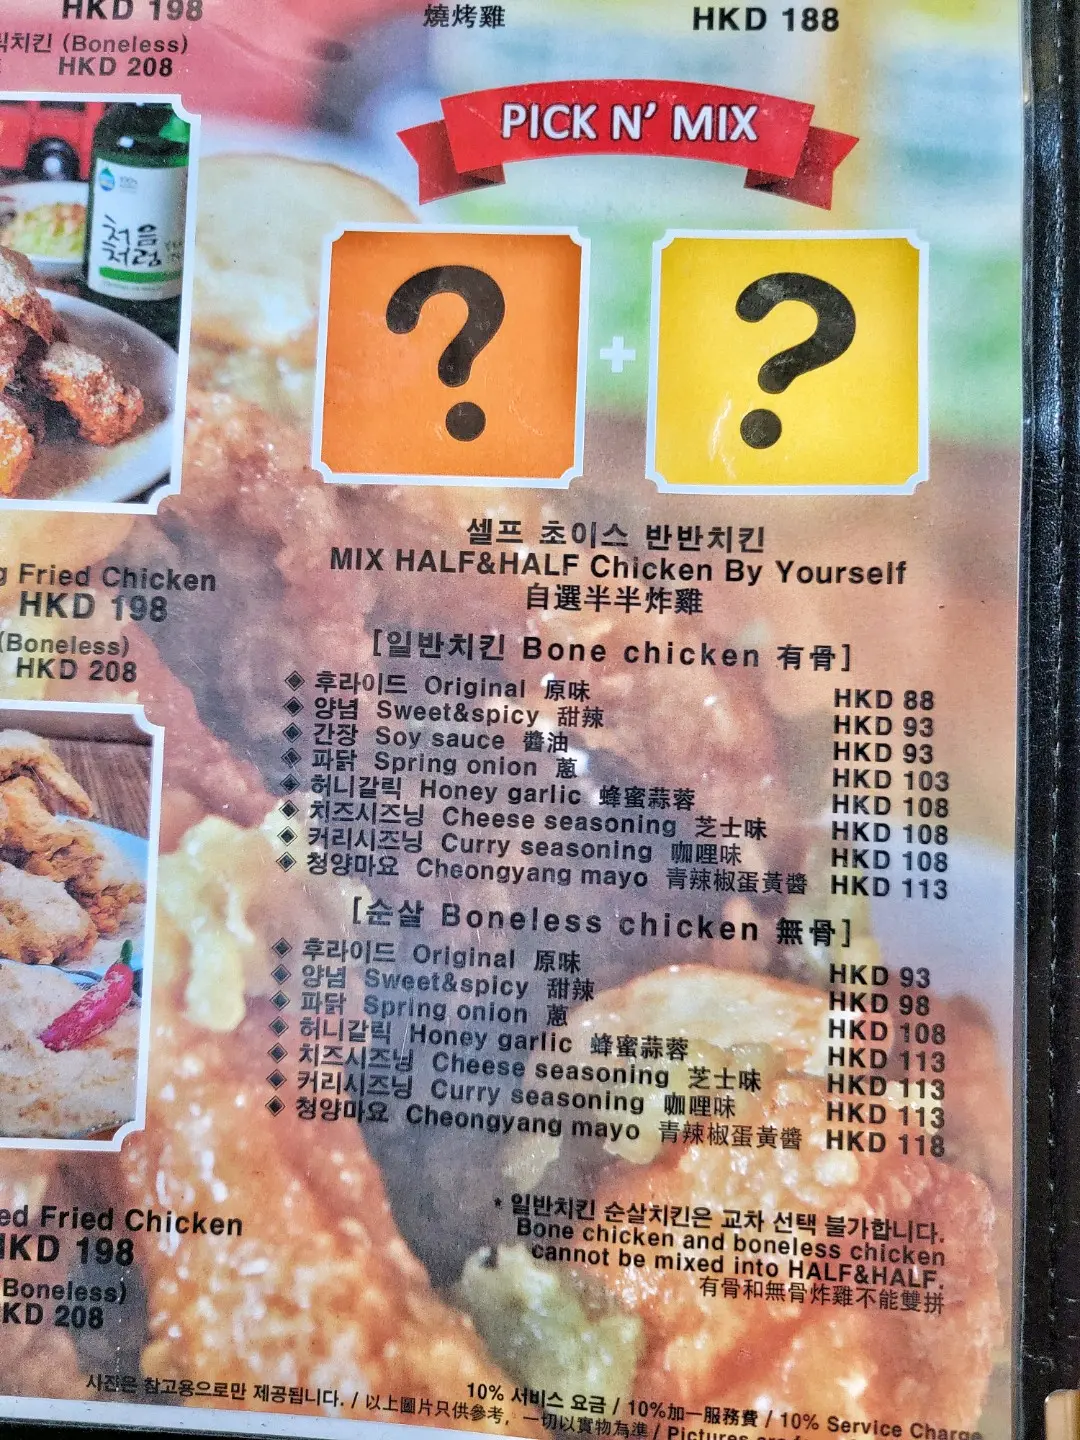 HKD 198
릭치킨 (Boneless)
HKD 208
燒烤雞
HKD 188
PICK N' MIX
처음
처럼
셀프 초이스 반반치킨
MIX HALF&HALF Chicken By Yourself
自選半半炸雞
[일반치킨 Bone chicken 有骨]
◈ 후라이드 Original 原味 HKD 88
◈ 양념 Sweet&spicy 甜辣 HKD 93
◈ 간장 Soy sauce 醬油 HKD 93
◈ 파닭 Spring onion 蔥 HKD 103
◈ 허니갈릭 Honey garlic 蜂蜜蒜蓉 HKD 108
◈ 치즈시즈닝 Cheese seasoning 芝士味 HKD 108
◈ 커리시즈닝 Curry seasoning 咖哩味 HKD 108
◈ 청양마요 Cheongyang mayo 青辣椒蛋黃醬 HKD 113
[순살 Boneless chicken 無骨]
◈ 후라이드 Original 原味 HKD 93
◈ 양념 Sweet&spicy 甜辣 HKD 98
◈ 파닭 Spring onion 蔥 HKD 108
◈ 허니갈릭 Honey garlic 蜂蜜蒜蓉 HKD 113
◈ 치즈시즈닝 Cheese seasoning 芝士味 HKD 113
◈ 커리시즈닝 Curry seasoning 咖哩味 HKD 113
◈ 청양마요 Cheongyang mayo 青辣椒蛋黃醬 HKD 118
* 일반치킨 순살치킨은 교차 선택 불가합니다.
Bone chicken and boneless chicken
cannot be mixed into HALF&HALF.
有骨和無骨炸雞不能雙拼
g Fried Chicken
HKD 198
(Boneless)
HKD 208
ed Fried Chicken
HKD 198
Boneless)
KD 208
10% 서비스 요금 / 10%加一服務費 / 10% Service Charge
사진은 참고용으로만 제공됩니다. / 以上圖片只供參考，一切以實物為準 / Pictures are f